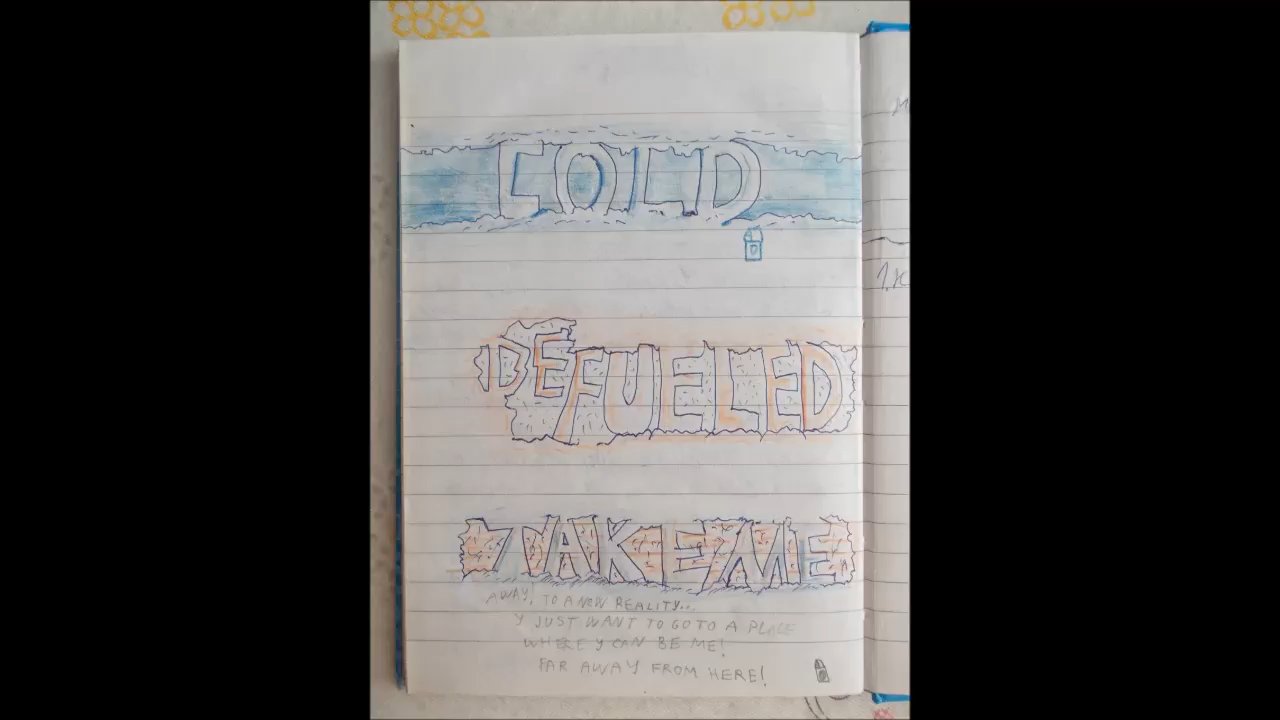 COLD
DEFUELED
TAKE ME
AWAY! TO A NEW REALITY...
Y JUST WANT TO GO TO A PLACE
WHERE Y CAN BE ME!
FAR AWAY FROM HERE!